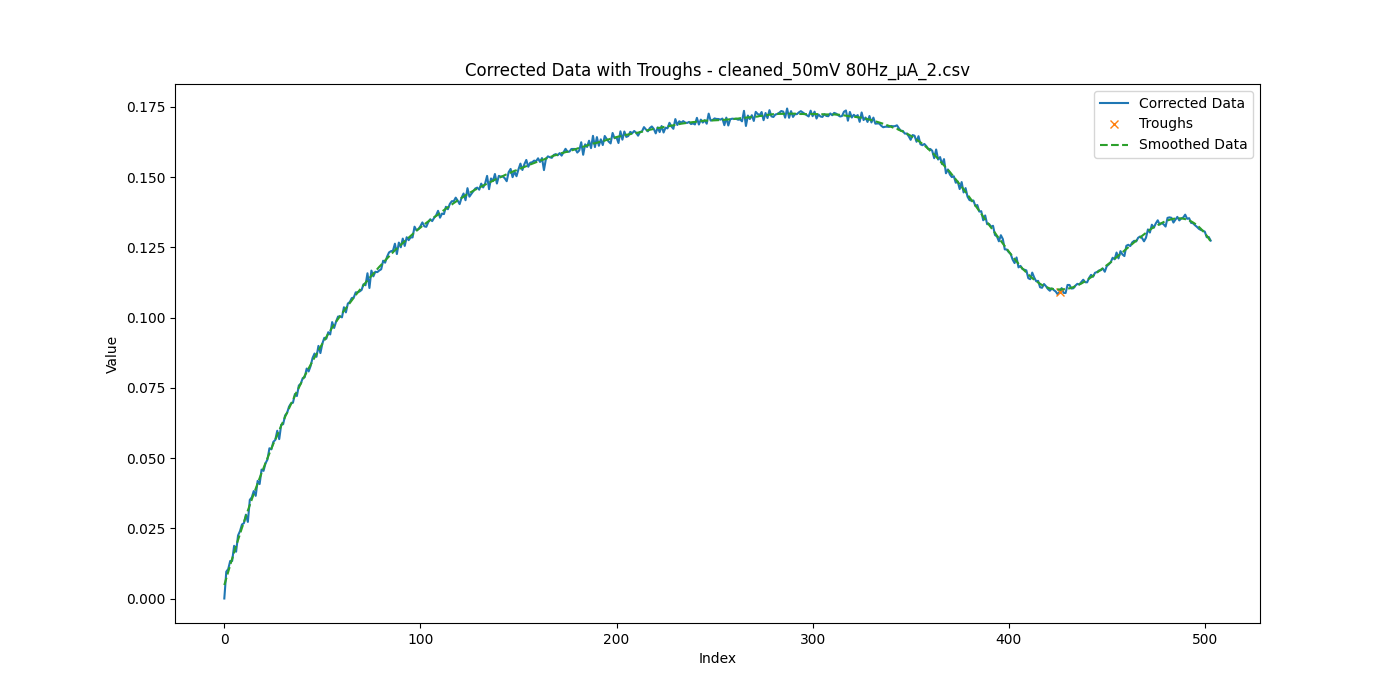 Corrected Data with Troughs - cleaned_50mV 80Hz_µA_2.csv
Corrected Data
Troughs
Smoothed Data
0.175
0.150
0.125
0.100
0.075
0.050
0.025
0.000
Value
0 100 200 300 400 500
Index